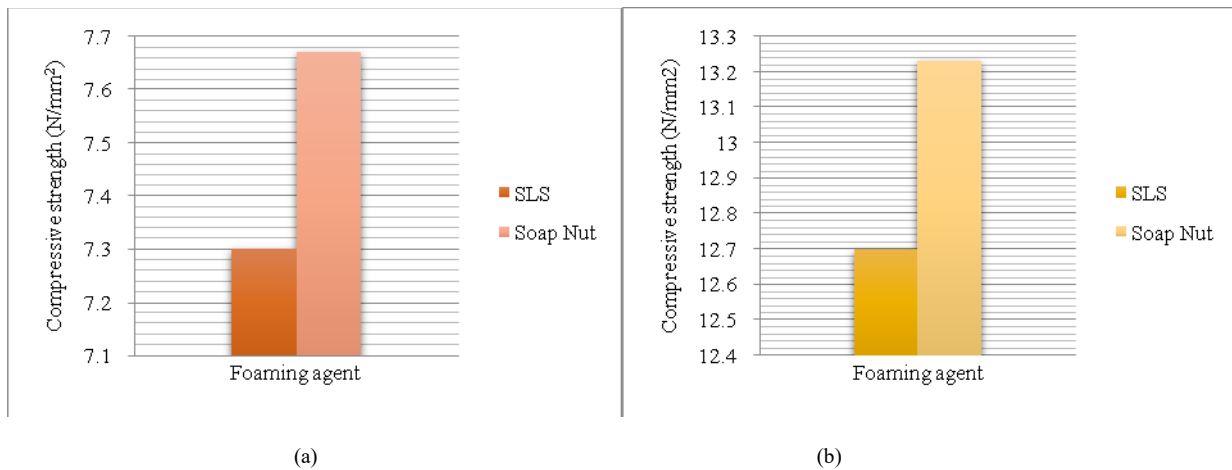 Compressive strength (N/mm²)
7.7
7.6
7.5
7.4
7.3
7.2
7.1
Foaming agent
SLS
Soap Nut
(a)
Compressive strength (N/mm2)
13.3
13.2
13.1
13
12.9
12.8
12.7
12.6
12.5
12.4
Foaming agent
SLS
Soap Nut
(b)